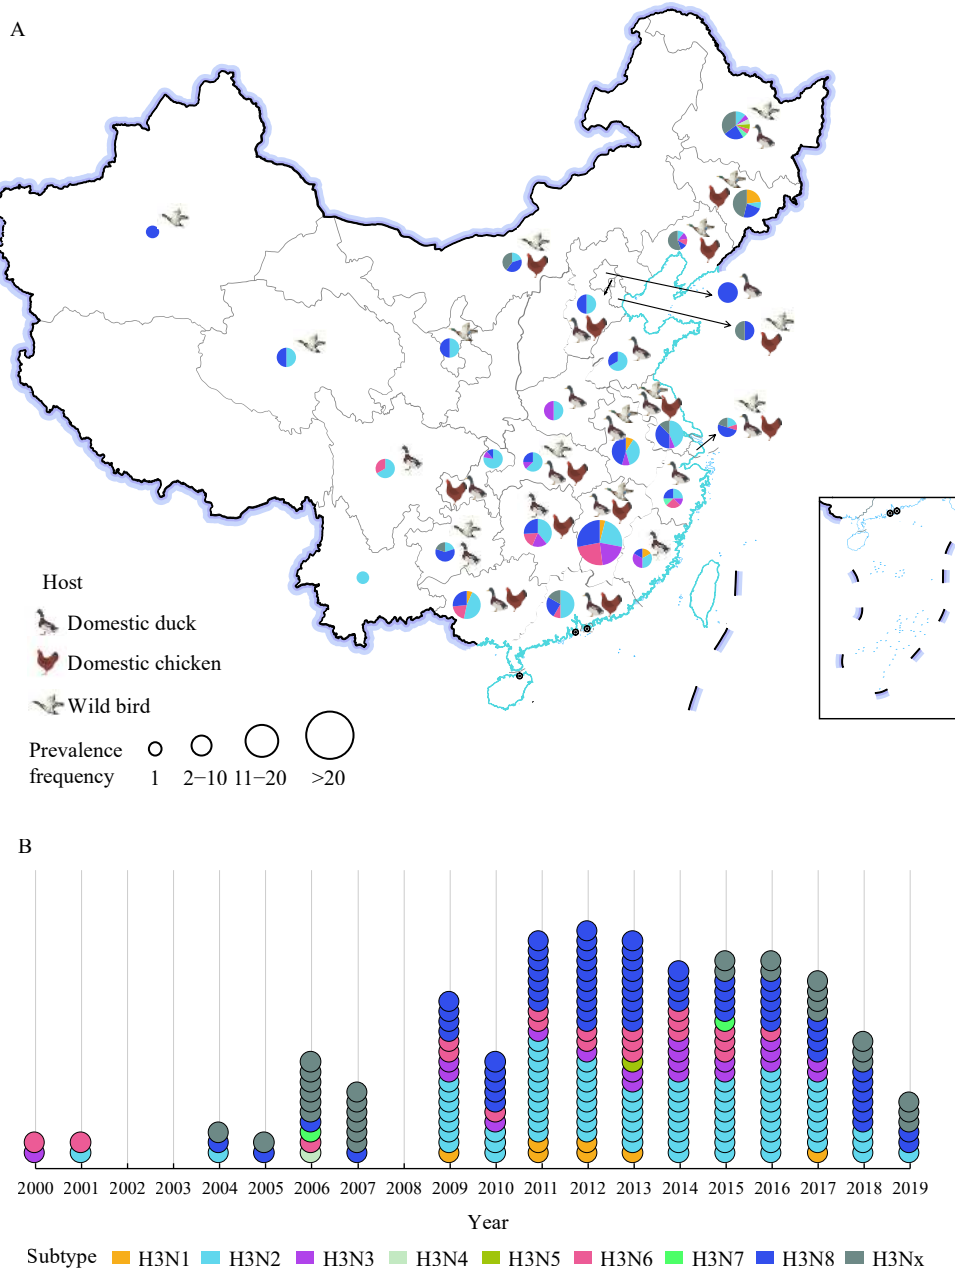 A
Host
Domestic duck
Domestic chicken
Wild bird
Prevalence
frequency
1 2−10 11−20 >20
B
2000 2001 2002 2003 2004 2005 2006 2007 2008 2009 2010 2011 2012 2013 2014 2015 2016 2017 2018 2019
Year
Subtype H3N1 H3N2 H3N3 H3N4 H3N5 H3N6 H3N7 H3N8 H3Nx